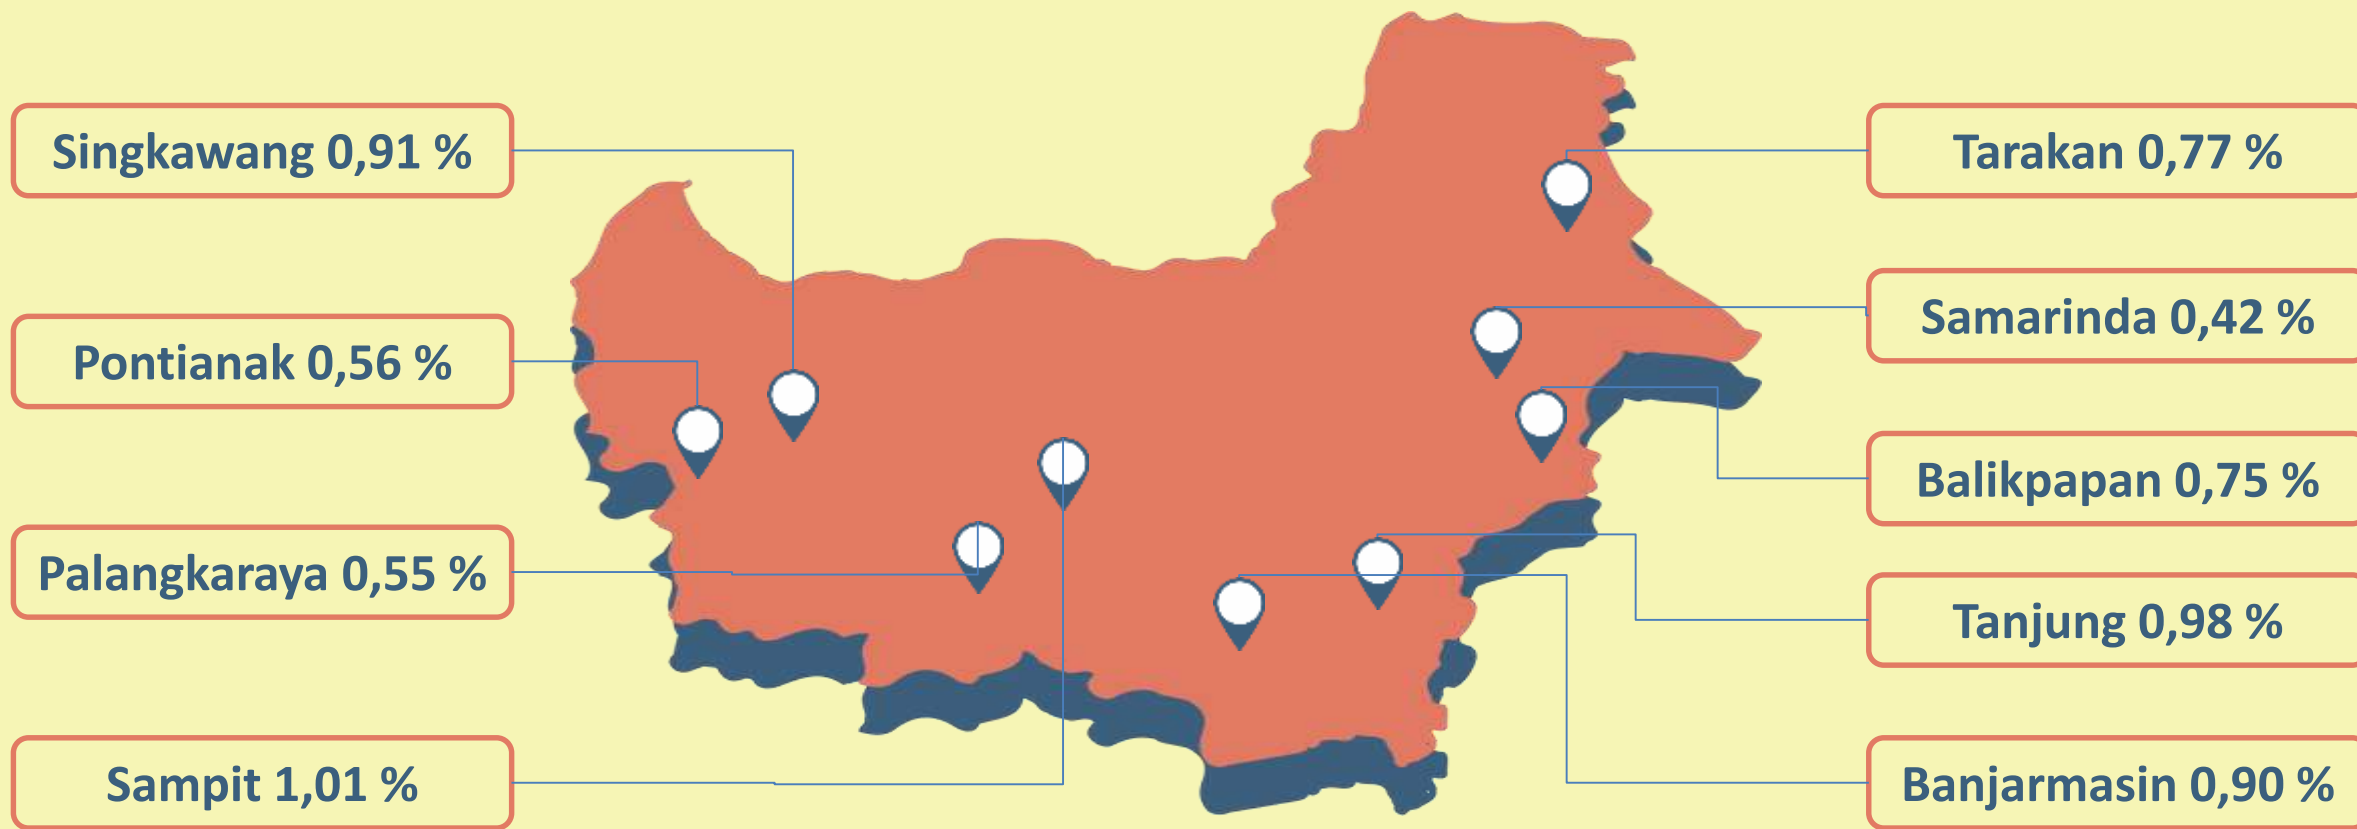 Singkawang 0,91 %
Pontianak 0,56 %
Palangkaraya 0,55 %
Sampit 1,01 %
Tarakan 0,77 %
Samarinda 0,42 %
Balikpapan 0,75 %
Tanjung 0,98 %
Banjarmasin 0,90 %